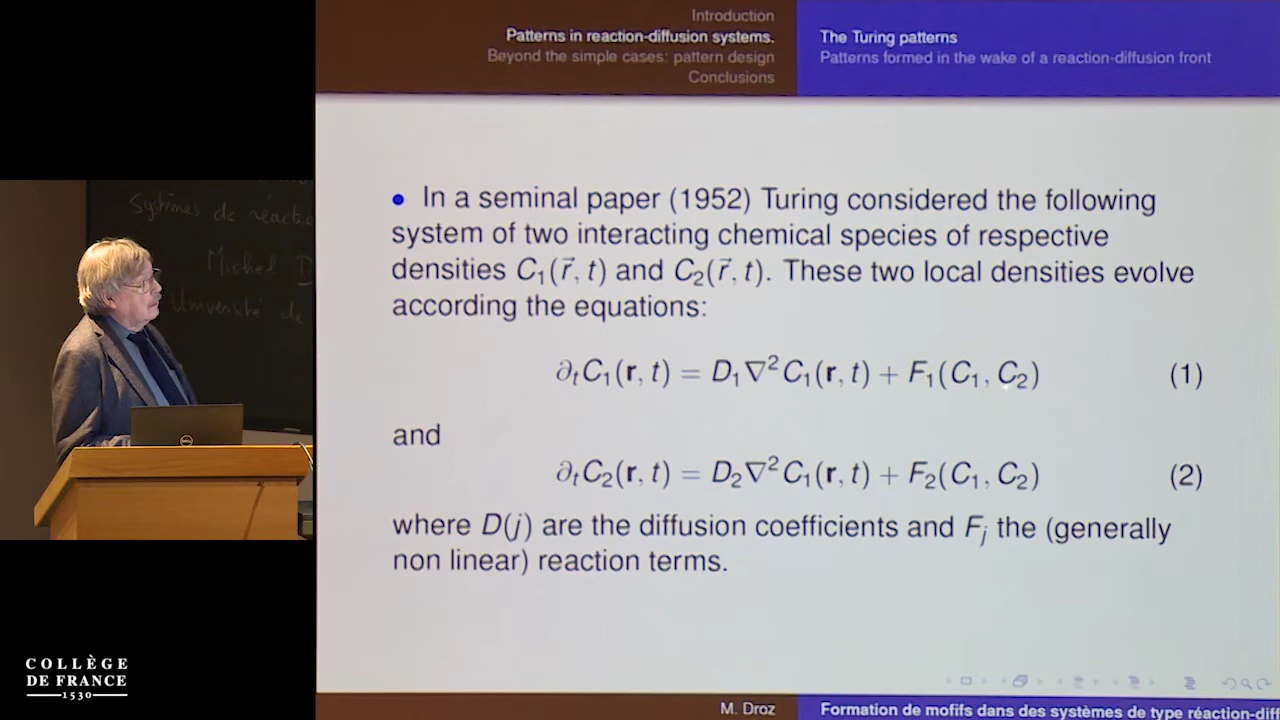 Introduction
Patterns in reaction-diffusion systems.
Beyond the simple cases: pattern design
Conclusions
The Turing patterns
Patterns formed in the wake of a reaction-diffusion front
Systèmes de réactio
Michel D
Université de
• In a seminal paper (1952) Turing considered the following
system of two interacting chemical species of respective
densities C₁(r⃗, t) and C₂(r⃗, t). These two local densities evolve
according the equations:
∂ₜC₁(r, t) = D₁∇²C₁(r, t) + F₁(C₁, C₂) (1)
and
∂ₜC₂(r, t) = D₂∇²C₁(r, t) + F₂(C₁, C₂) (2)
where D(j) are the diffusion coefficients and Fⱼ the (generally
non linear) reaction terms.
DELL
COLLÈGE
DE FRANCE
1530
M. Droz
Formation de mofifs dans des systèmes de type réaction-diff